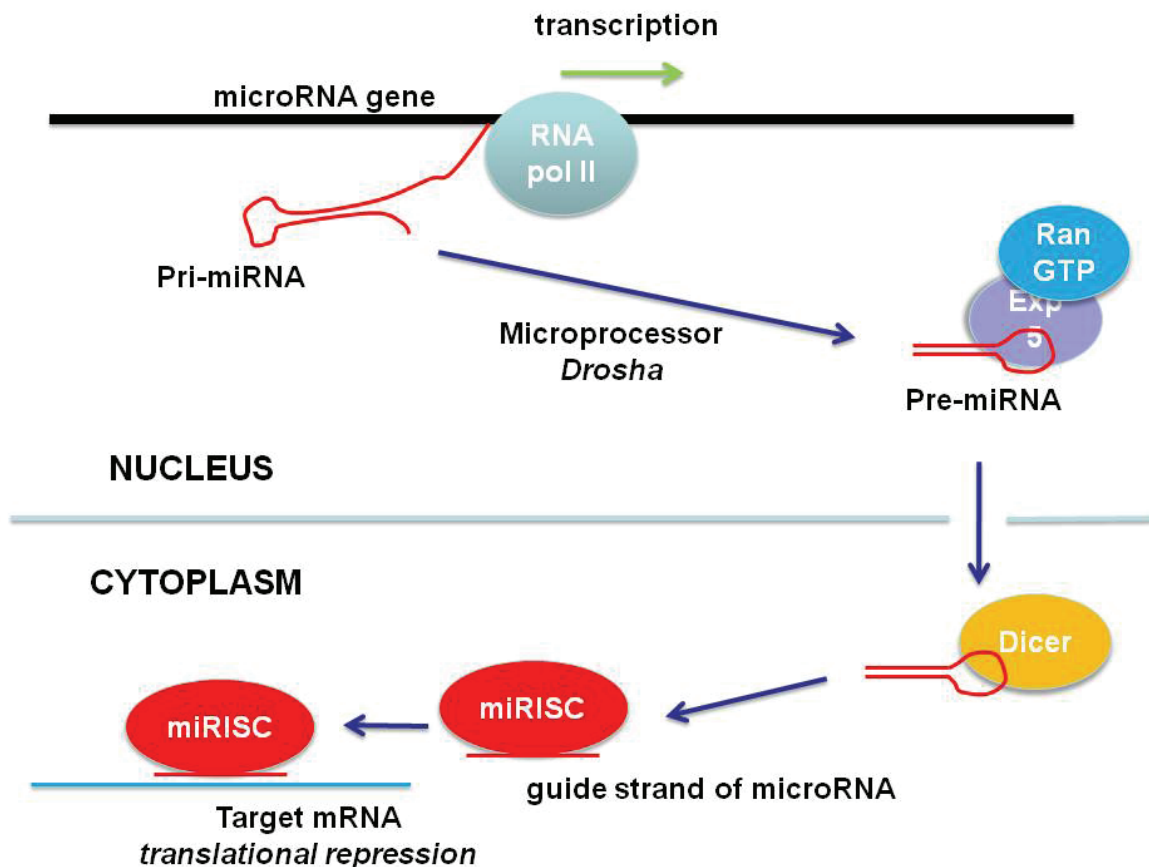 transcription
microRNA gene
RNA
pol II
Pri-miRNA
Ran
GTP
Exp
5
Microprocessor
Drosha
Pre-miRNA
NUCLEUS
CYTOPLASM
Dicer
miRISC
miRISC
guide strand of microRNA
Target mRNA
translational repression